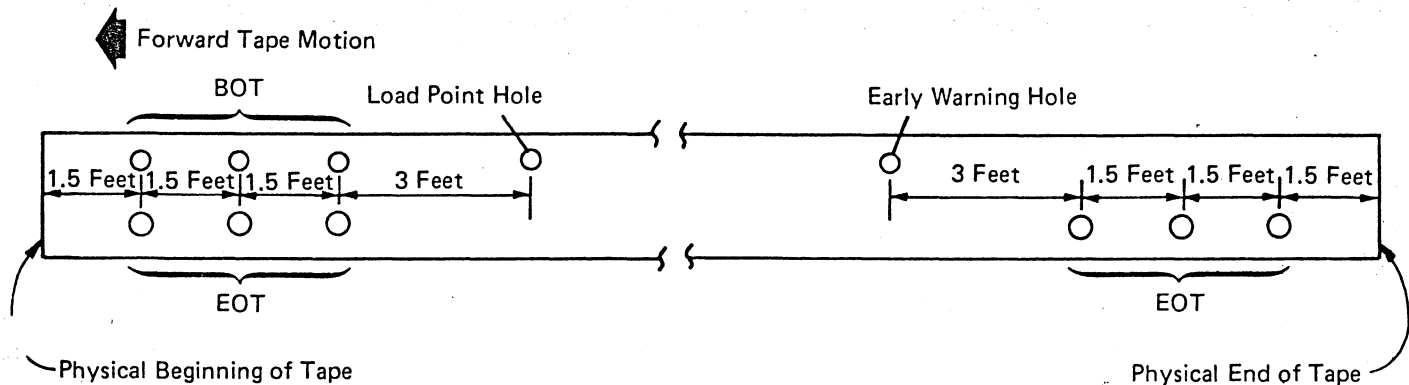 Forward Tape Motion
BOT
Load Point Hole
Early Warning Hole
1.5 Feet 1.5 Feet 1.5 Feet 3 Feet
3 Feet 1.5 Feet 1.5 Feet 1.5 Feet
EOT
EOT
Physical Beginning of Tape
Physical End of Tape